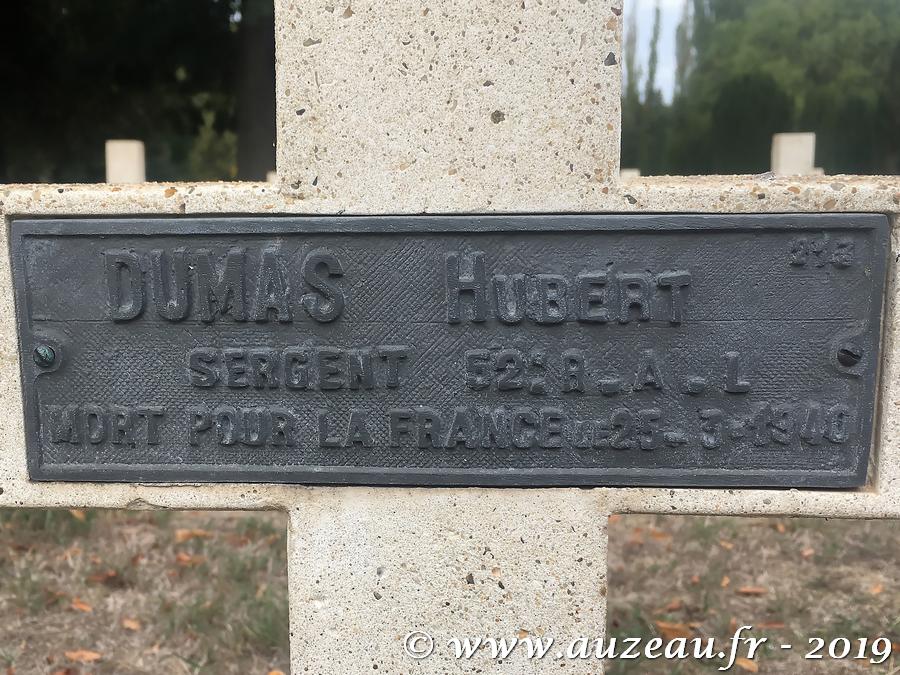 DUMAS HUBERT
SERGENT 52E R.A.L
MORT POUR LA FRANCE LE 25-3-1940
© www.auzeau.fr - 2019